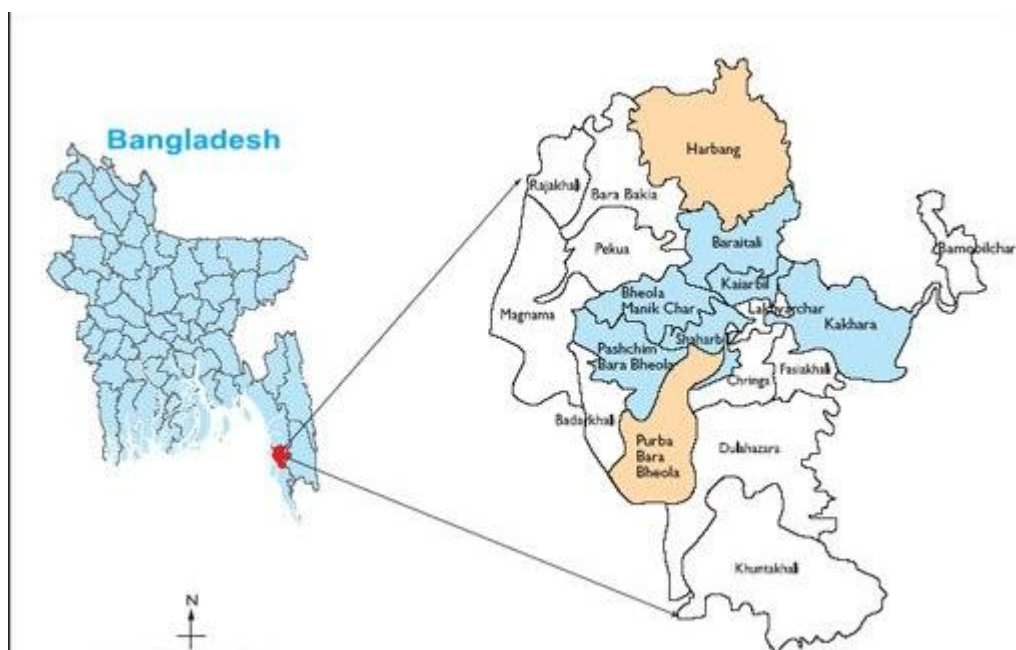 Bangladesh
Harbang
Rajakhali
Bara Bakia
Baraitali
Pekua
Bamobilchar
Kaiarbil
Bheola
Manik Char
Lakhyarchar
Magnama
Kakhara
Shaharbil
Pashchim
Bara Bheola
Fasiakhali
Chringa
Badarkhali
Purba
Bara
Bheola
Dulahazara
Khuntakhali
N